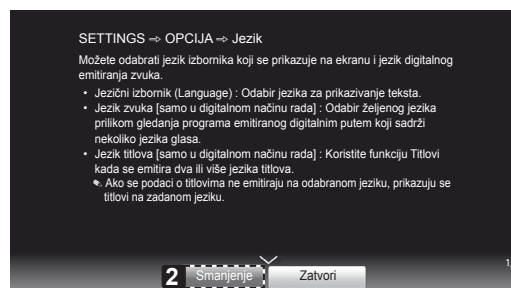 SETTINGS ⇨ OPCIJA ⇨ Jezik
Možete odabrati jezik izbornika koji se prikazuje na ekranu i jezik digitalnog
emitiranja zvuka.
• Jezični izbornik (Language) : Odabir jezika za prikazivanje teksta.
• Jezik zvuka [samo u digitalnom načinu rada] : Odabir željenog jezika
prilikom gledanja programa emitiranog digitalnim putem koji sadrži
nekoliko jezika glasa.
• Jezik titlova [samo u digitalnom načinu rada] : Koristite funkciju Titlovi
kada se emitira dva ili više jezika titlova.
✎ Ako se podaci o titlovima ne emitiraju na odabranom jeziku, prikazuju se
titlovi na zadanom jeziku.
2 Smanjenje Zatvori